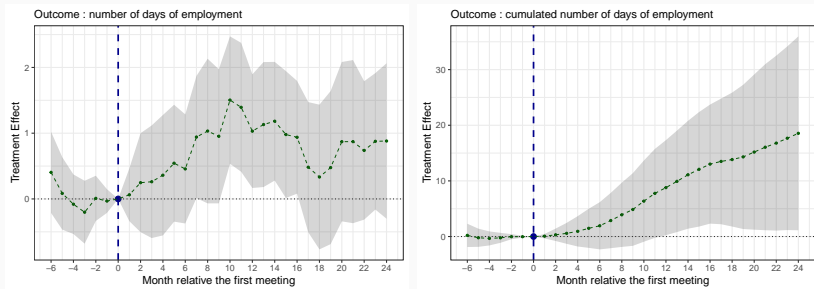 Outcome : number of days of employment
Treatment Effect
2
1
0
−6 −4 −2 0 2 4 6 8 10 12 14 16 18 20 22 24
Month relative the first meeting
Outcome : cumulated number of days of employment
Treatment Effect
30
20
10
0
−6 −4 −2 0 2 4 6 8 10 12 14 16 18 20 22 24
Month relative the first meeting